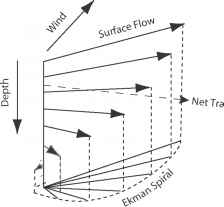 Wind
Surface Flow
Depth
Net Tra
Ekman Spiral